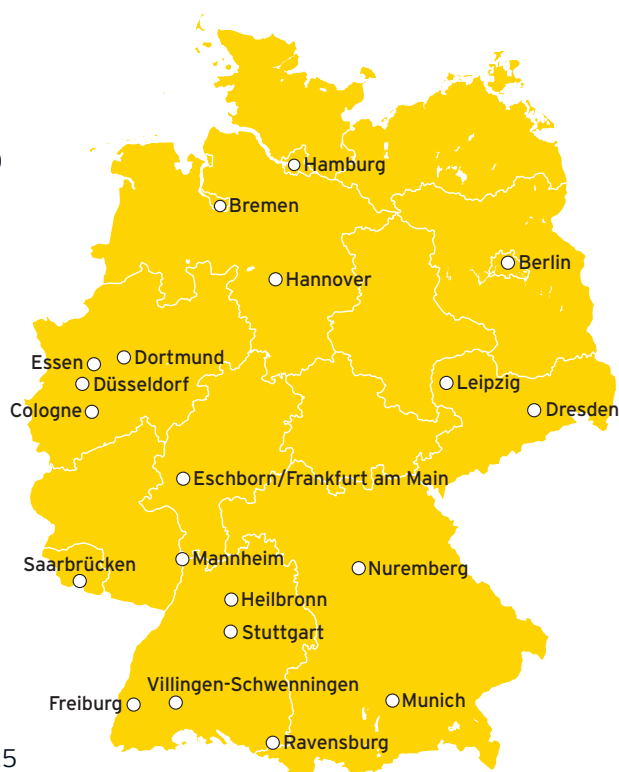 )
Hamburg
Bremen
Berlin
Hannover
Dortmund
Essen
Düsseldorf
Leipzig
Cologne
Dresden
Eschborn/Frankfurt am Main
Mannheim
Saarbrücken
Nuremberg
Heilbronn
Stuttgart
Villingen-Schwenningen
Freiburg
Munich
Ravensburg
5